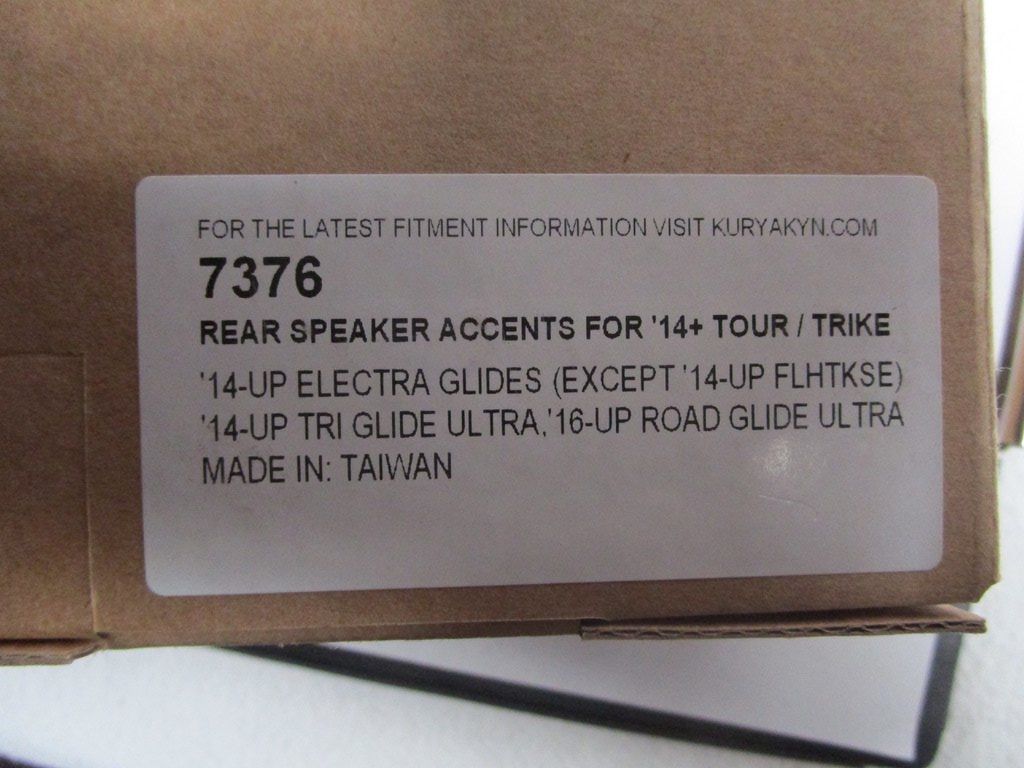 FOR THE LATEST FITMENT INFORMATION VISIT KURYAKYN.COM
7376
REAR SPEAKER ACCENTS FOR '14+ TOUR / TRIKE
'14-UP ELECTRA GLIDES (EXCEPT '14-UP FLHTKSE)
'14-UP TRI GLIDE ULTRA,'16-UP ROAD GLIDE ULTRA
MADE IN: TAIWAN